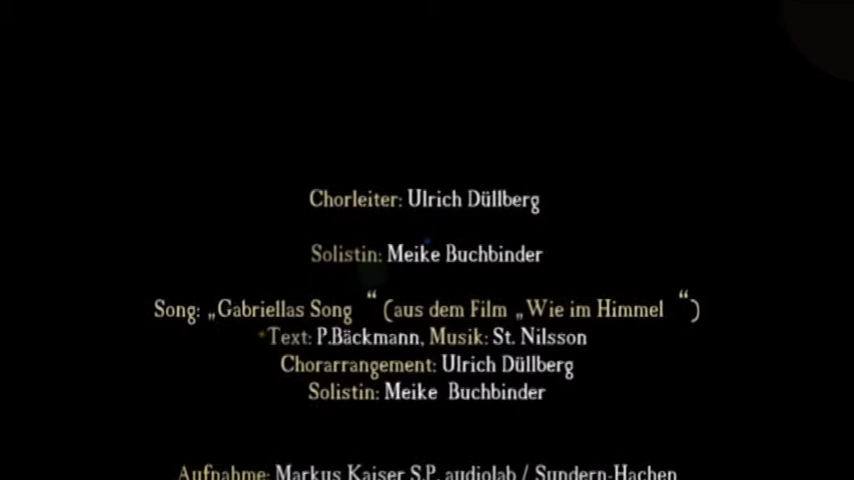 Chorleiter: Ulrich Düllberg
Solistin: Meike Buchbinder
Song: „Gabriellas Song “ (aus dem Film „Wie im Himmel “)
Text: P.Bäckmann, Musik: St. Nilsson
Chorarrangement: Ulrich Düllberg
Solistin: Meike Buchbinder
Aufnahme: Markus Kaiser S.P. audiolab / Sundern-Hachen